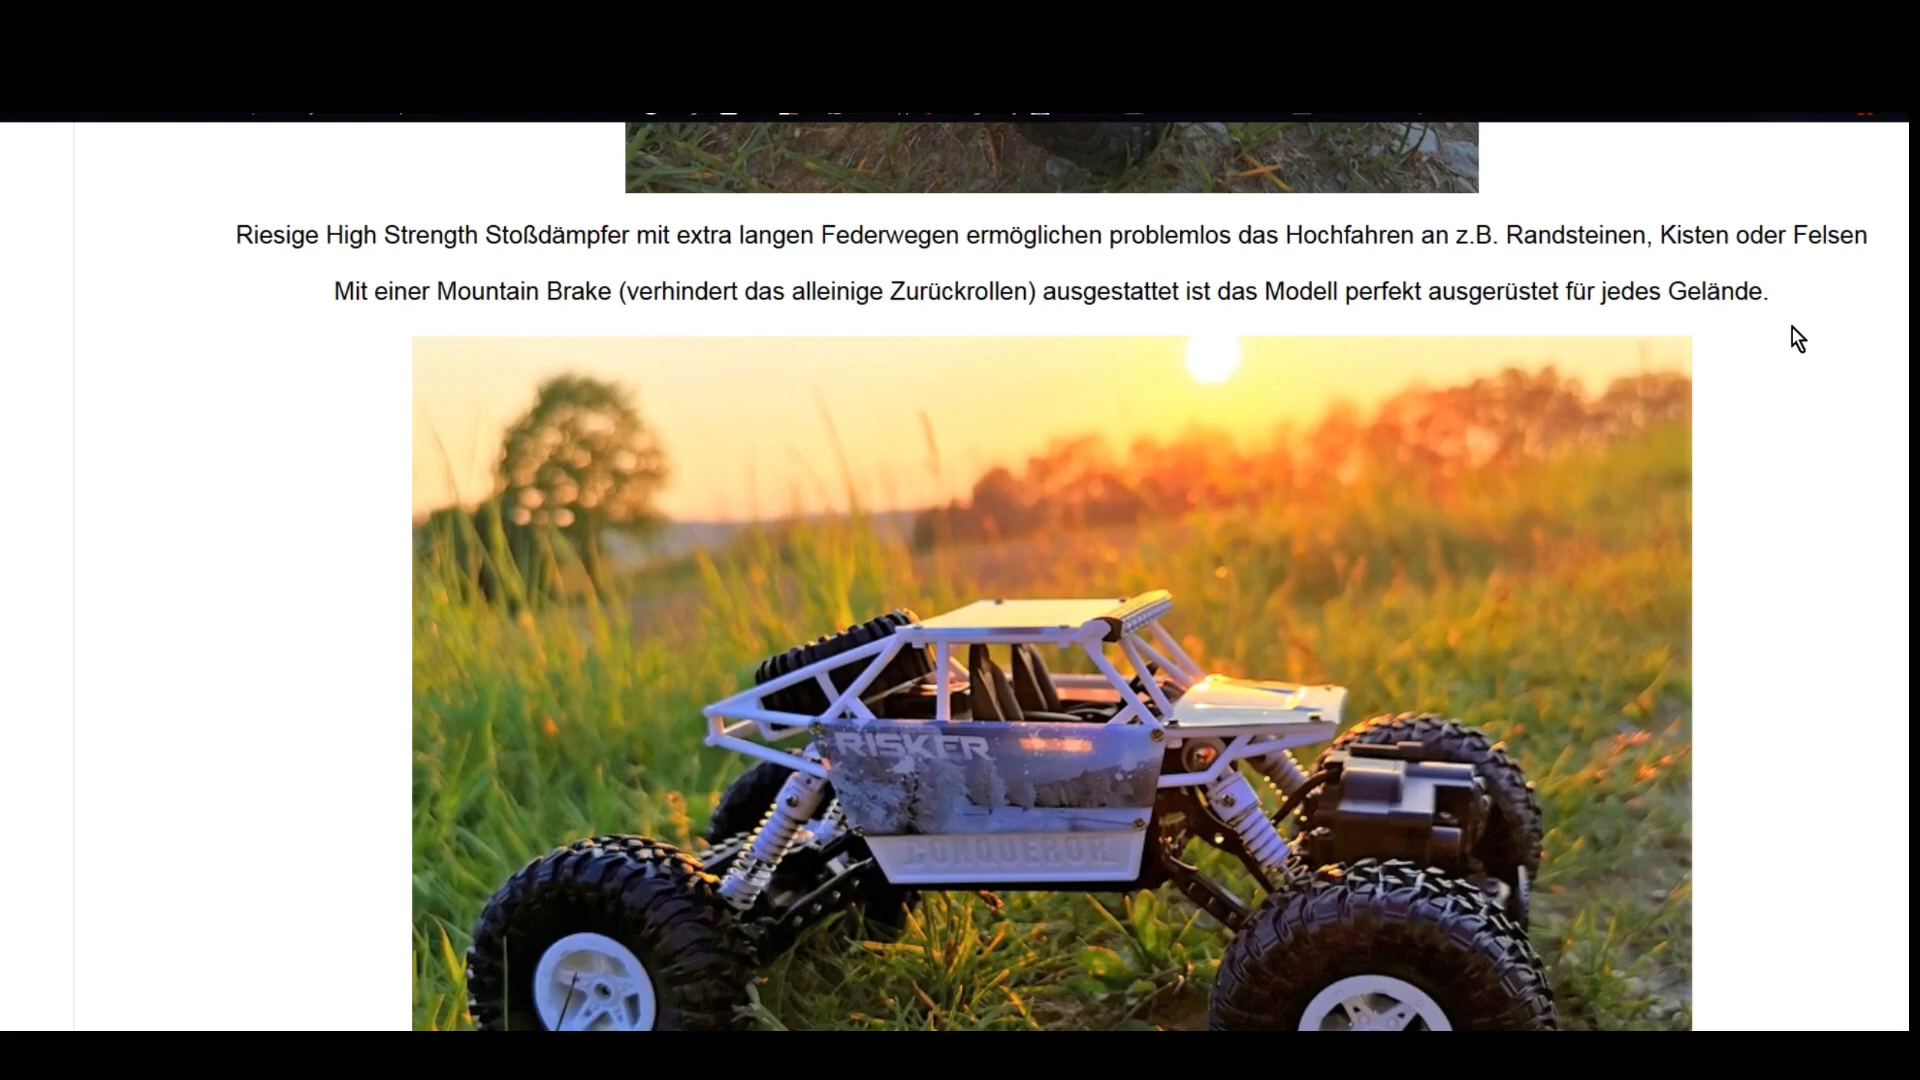 Riesige High Strength Stoßdämpfer mit extra langen Federwegen ermöglichen problemlos das Hochfahren an z.B. Randsteinen, Kisten oder Felsen
Mit einer Mountain Brake (verhindert das alleinige Zurückrollen) ausgestattet ist das Modell perfekt ausgerüstet für jedes Gelände.
RISKER
CONQUEROR